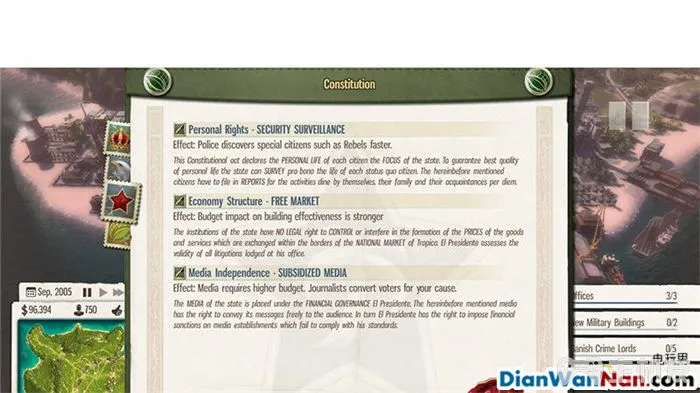 Constitution
Personal Rights - SECURITY SURVEILLANCE
Effect: Police discovers special citizens such as Rebels faster.
This Constitutional act declares the PERSONAL LIFE of each citizen the FOCUS of the state. To guarantee best quality
of personal life the state can SURVEY pro bono the life of each status quo citizen. The hereinbefore mentioned
citizens have to file in REPORTS for the activities dine by themselves, their family and their acquaintances per diem.
Economy Structure - FREE MARKET
Effect: Budget impact on building effectiveness is stronger
The institutions of the state have NO LEGAL right to CONTROL or interfere in the formation of the PRICES of the goods
and services which are exchanged within the borders of the NATIONAL MARKET of Tropico. El Presidente assesses the
validity of all litigations lodged at his office.
Media Independence - SUBSIDIZED MEDIA
Effect: Media requires higher budget. Journalists convert voters for your cause.
The MEDIA of the state is placed under the FINANCIAL GOVERNANCE El Presidente. The hereinbefore mentioned media
has the right to convey its messages freely to the audience. In turn El Presidente has the right to impose financial
sanctions on media establishments which fail to comply with his standards.
Sep, 2005
$ 96,394
750
ffices 3/3
ew Military Buildings 0/2
anish Crime Lords 0/5
电玩男
DianWanNan.com